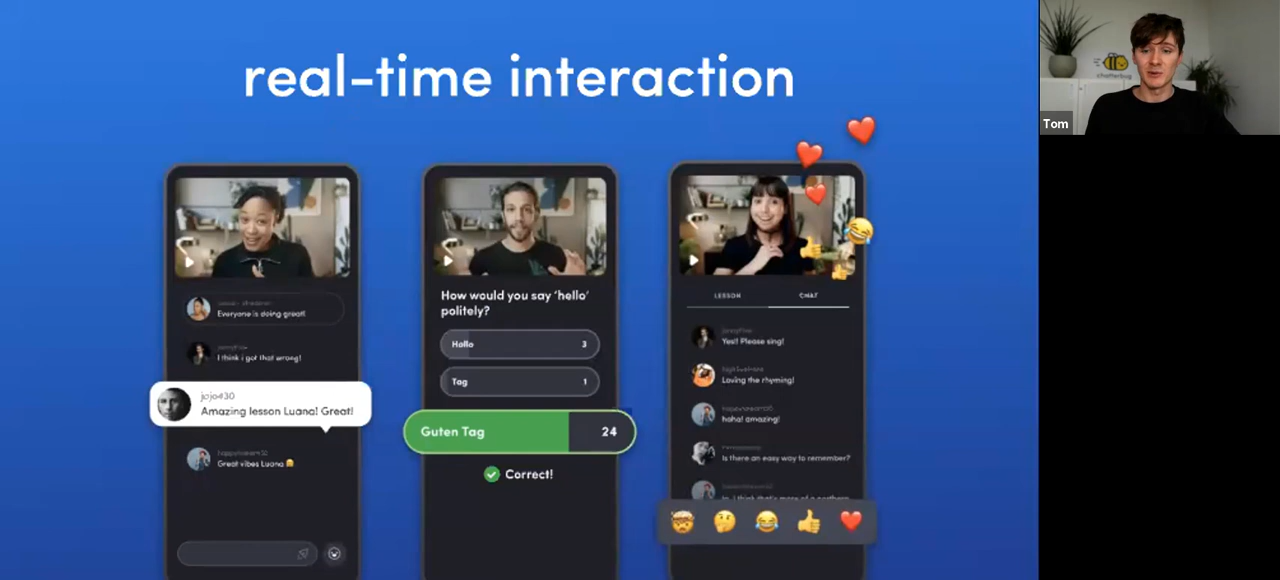 real-time interaction
chatterbug
Tom
Everyone is doing great!
I think i got that wrong!
jojo430
Amazing lesson Luana! Great!
Great vibes Luana
How would you say 'hello'
politely?
Hallo 3
Tag 1
Guten Tag 24
Correct!
LESSON CHAT
Yes! Please sing!
Loving the rhyming!
haha! amazing!
Is there an easy way to remember?